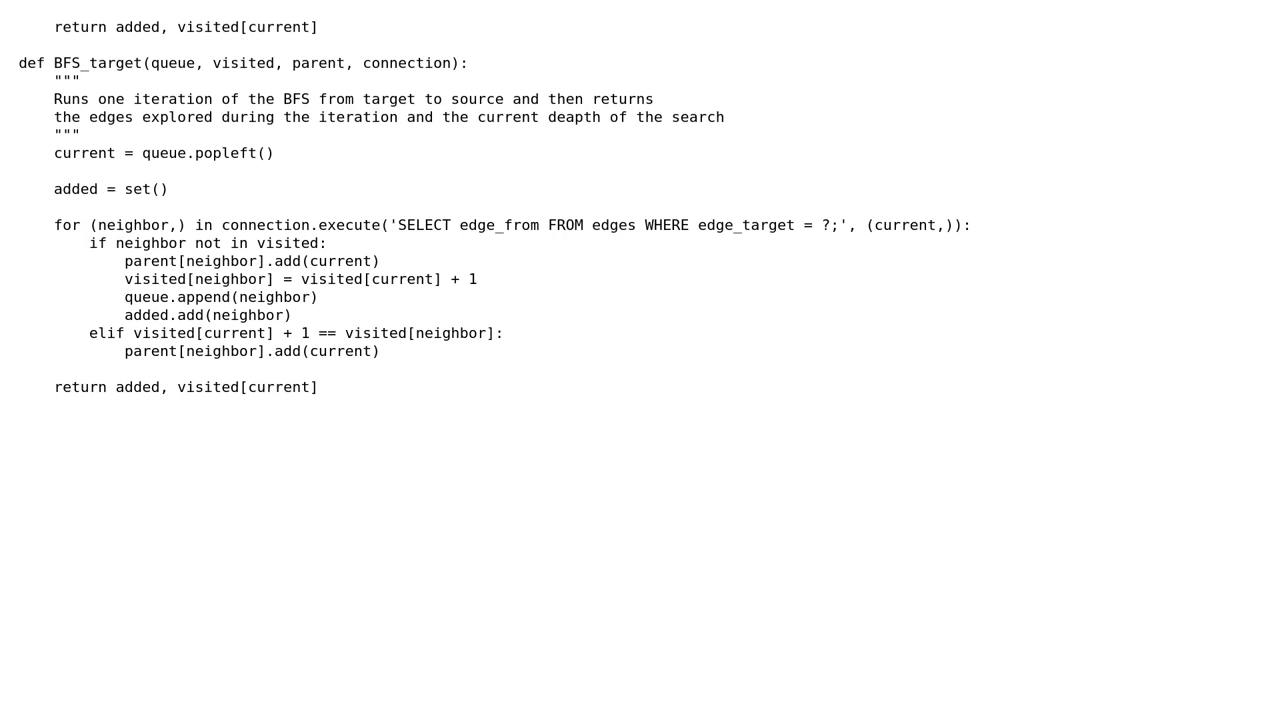 return added, visited[current]

def BFS_target(queue, visited, parent, connection):
    """
    Runs one iteration of the BFS from target to source and then returns
    the edges explored during the iteration and the current deapth of the search
    """
    current = queue.popleft()

    added = set()

    for (neighbor,) in connection.execute('SELECT edge_from FROM edges WHERE edge_target = ?;', (current,)):
        if neighbor not in visited:
            parent[neighbor].add(current)
            visited[neighbor] = visited[current] + 1
            queue.append(neighbor)
            added.add(neighbor)
        elif visited[current] + 1 == visited[neighbor]:
            parent[neighbor].add(current)

    return added, visited[current]